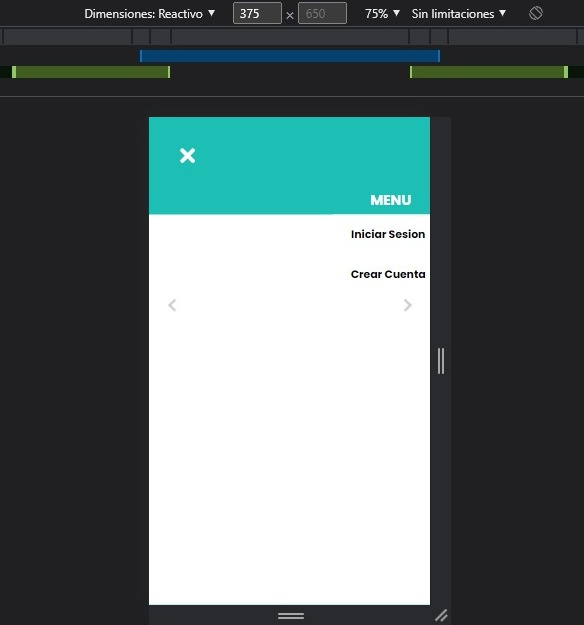 Dimensiones: Reactivo 375 × 650 75% Sin limitaciones
MENU
Iniciar Sesion
Crear Cuenta